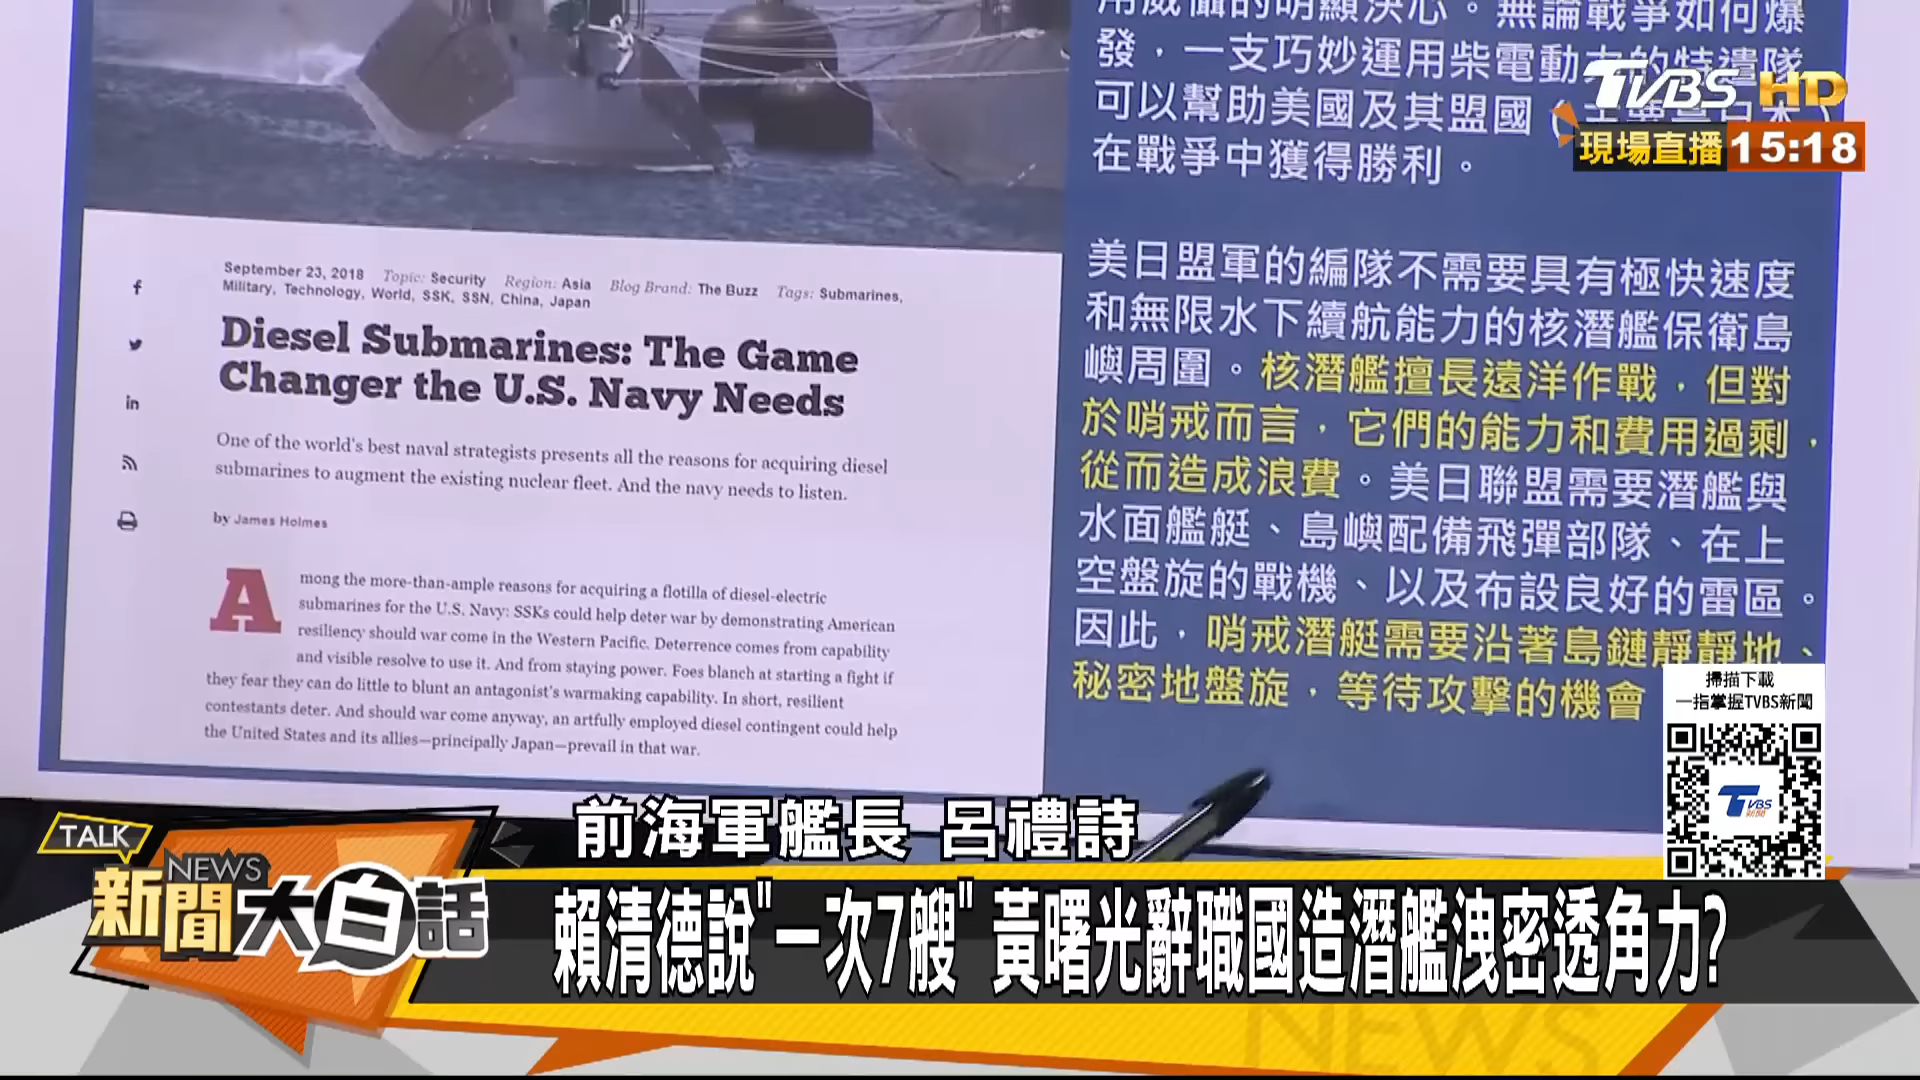 September 23, 2018 Topic: Security Region: Asia Blog Brand: The Buzz Tags: Submarines,
Military, Technology, World, SSK, SSN, China, Japan
Diesel Submarines: The Game
Changer the U.S. Navy Needs
One of the world's best naval strategists presents all the reasons for acquiring diesel
submarines to augment the existing nuclear fleet. And the navy needs to listen.
by James Holmes
Among the more-than-ample reasons for acquiring a flotilla of diesel-electric
submarines for the U.S. Navy: SSKs could help deter war by demonstrating American
resiliency should war come in the Western Pacific. Deterrence comes from capability
and visible resolve to use it. And from staying power. Foes blanch at starting a fight if
they fear they can do little to blunt an antagonist's warmaking capability. In short, resilient
contestants deter. And should war come anyway, an artfully employed diesel contingent could help
the United States and its allies—principally Japan—prevail in that war.
用威懾的明顯決心。無論戰爭如何爆
發，一支巧妙運用柴電動力的特遣隊
可以幫助美國及其盟國（主要是日本）
在戰爭中獲得勝利。
美日盟軍的編隊不需要具有極快速度
和無限水下續航能力的核潛艦保衛島
嶼周圍。核潛艦擅長遠洋作戰，但對
於哨戒而言，它們的能力和費用過剩，
從而造成浪費。美日聯盟需要潛艦與
水面艦艇、島嶼配備飛彈部隊、在上
空盤旋的戰機、以及布設良好的雷區。
因此，哨戒潛艇需要沿著島鏈靜靜地、
秘密地盤旋，等待攻擊的機會
TVBS HD
現場直播 15:18
掃描下載
一指掌握TVBS新聞
TVBS
新聞
前海軍艦長 呂禮詩
TALK
NEWS
新聞大白話
賴清德說"一次7艘" 黃曙光辭職國造潛艦洩密透角力?
NEWS